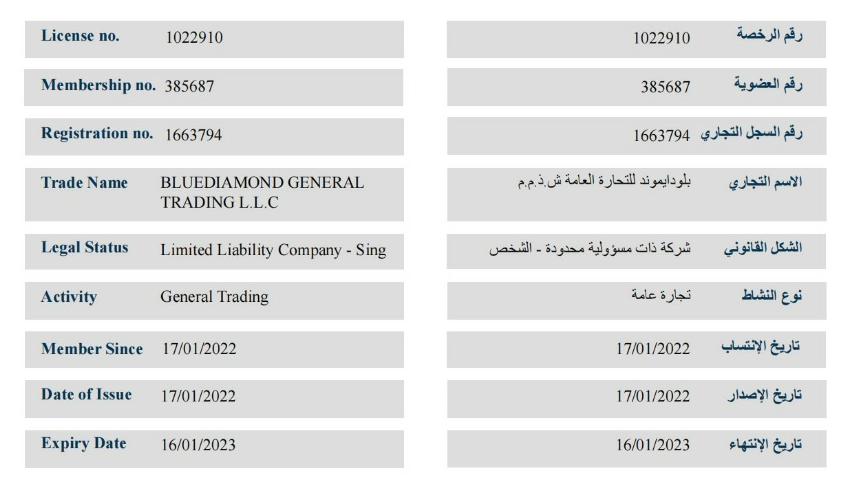 License no. 1022910
رقم الرخصة 1022910
Membership no. 385687
رقم العضوية 385687
Registration no. 1663794
رقم السجل التجاري 1663794
Trade Name BLUEDIAMOND GENERAL
TRADING L.L.C
الاسم التجاري بلودايموند للتحارة العامة ش.ذ.م.م
Legal Status Limited Liability Company - Sing
الشكل القانوني شركة ذات مسؤولية محدودة - الشخص
Activity General Trading
نوع النشاط تجارة عامة
Member Since 17/01/2022
تاريخ الإنتساب 17/01/2022
Date of Issue 17/01/2022
تاريخ الإصدار 17/01/2022
Expiry Date 16/01/2023
تاريخ الإنتهاء 16/01/2023